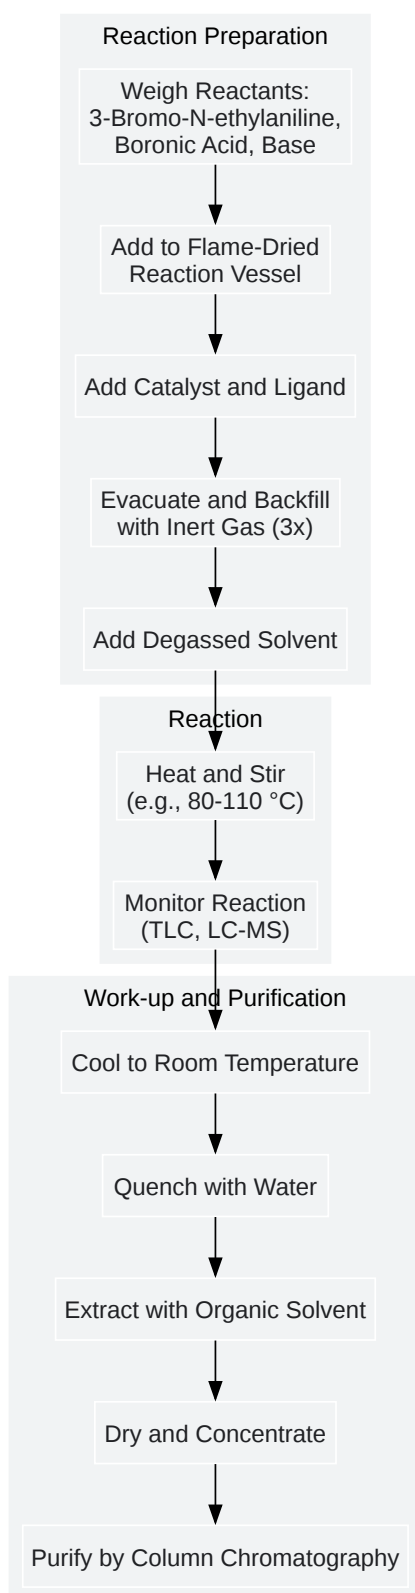 Reaction Preparation
Weigh Reactants:
3-Bromo-N-ethylaniline,
Boronic Acid, Base
Add to Flame-Dried
Reaction Vessel
Add Catalyst and Ligand
Evacuate and Backfill
with Inert Gas (3x)
Add Degassed Solvent
Reaction
Heat and Stir
(e.g., 80-110 °C)
Monitor Reaction
(TLC, LC-MS)
Work-up and Purification
Cool to Room Temperature
Quench with Water
Extract with Organic Solvent
Dry and Concentrate
Purify by Column Chromatography